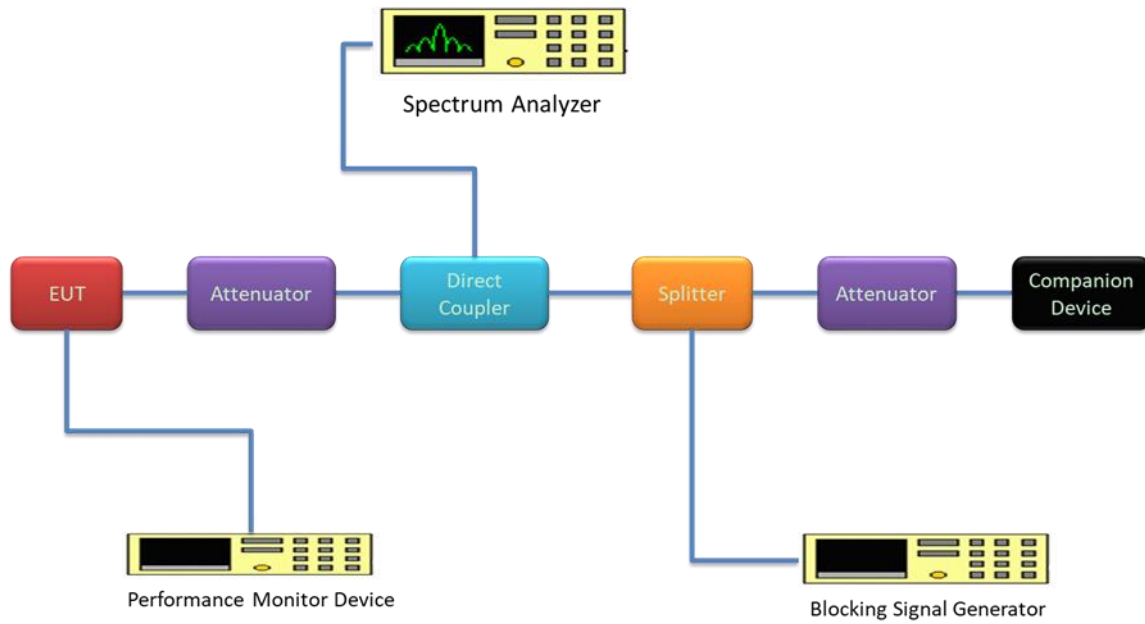 Spectrum Analyzer
EUT
Attenuator
Direct
Coupler
Splitter
Attenuator
Companion
Device
Performance Monitor Device
Blocking Signal Generator